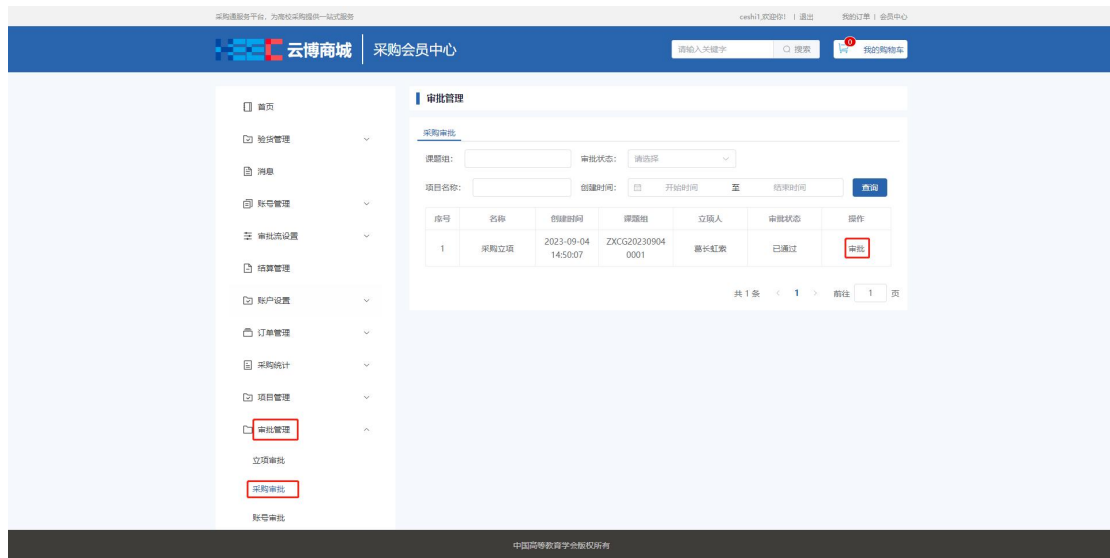 采购通服务平台，为高校采购提供一站式服务
ceshi1,欢迎你！ | 退出 我的订单 | 会员中心
HEEC 云博商城 采购会员中心
请输入关键字 搜索 0 我的购物车
首页
验货管理
消息
账号管理
审批流设置
结算管理
账户设置
订单管理
采购统计
项目管理
审批管理
立项审批
采购审批
账号审批
审批管理
采购审批
课题组： 审批状态： 请选择
项目名称： 创建时间： 开始时间 至 结束时间 查询
序号 名称 创建时间 课题组 立项人 审批状态 操作
1 采购立项 2023-09-04 14:50:07 ZXCG202309040001 葛长虹测 已通过 审批
共 1 条 < 1 > 前往 1 页
中国高等教育学会版权所有